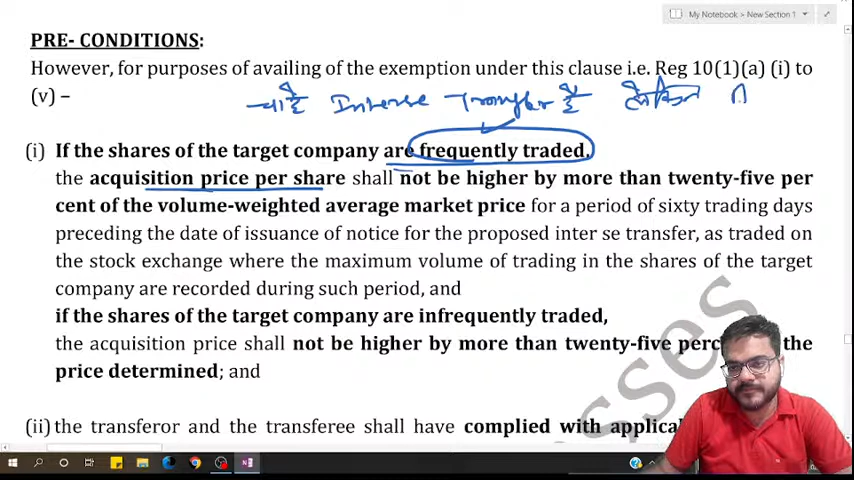 My Notebook > New Section 1
PRE- CONDITIONS:
However, for purposes of availing of the exemption under this clause i.e. Reg 10(1)(a) (i) to
(v) –
Interse Transfer है
(i) If the shares of the target company are frequently traded.
the acquisition price per share shall not be higher by more than twenty-five per
cent of the volume-weighted average market price for a period of sixty trading days
preceding the date of issuance of notice for the proposed inter se transfer, as traded on
the stock exchange where the maximum volume of trading in the shares of the target
company are recorded during such period, and
if the shares of the target company are infrequently traded,
the acquisition price shall not be higher by more than twenty-five perc the
price determined; and
sses
(ii) the transferor and the transferee shall have complied with applical